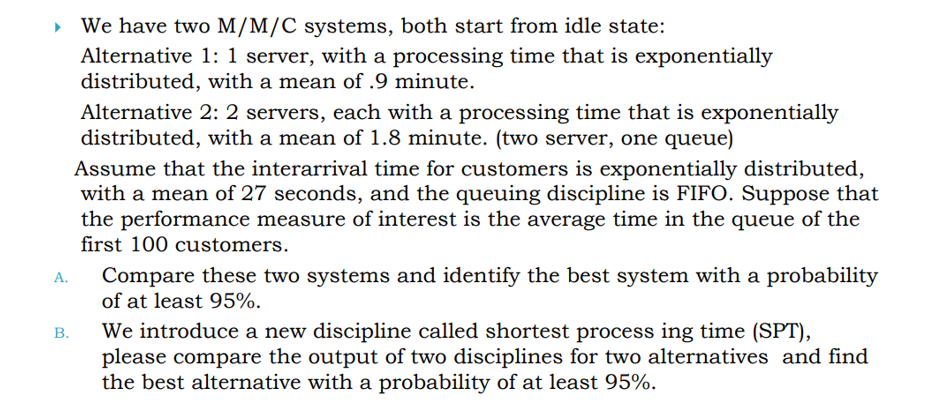 We have two M/M/C systems, both start from idle state:
Alternative 1: 1 server, with a processing time that is exponentially
distributed, with a mean of .9 minute.
Alternative 2: 2 servers, each with a processing time that is exponentially
distributed, with a mean of 1.8 minute. (two server, one queue)
Assume that the interarrival time for customers is exponentially distributed,
with a mean of 27 seconds, and the queuing discipline is FIFO. Suppose that
the performance measure of interest is the average time in the queue of the
first 100 customers.
A. Compare these two systems and identify the best system with a probability
of at least 95%.
B. We introduce a new discipline called shortest process ing time (SPT),
please compare the output of two disciplines for two alternatives and find
the best alternative with a probability of at least 95%.